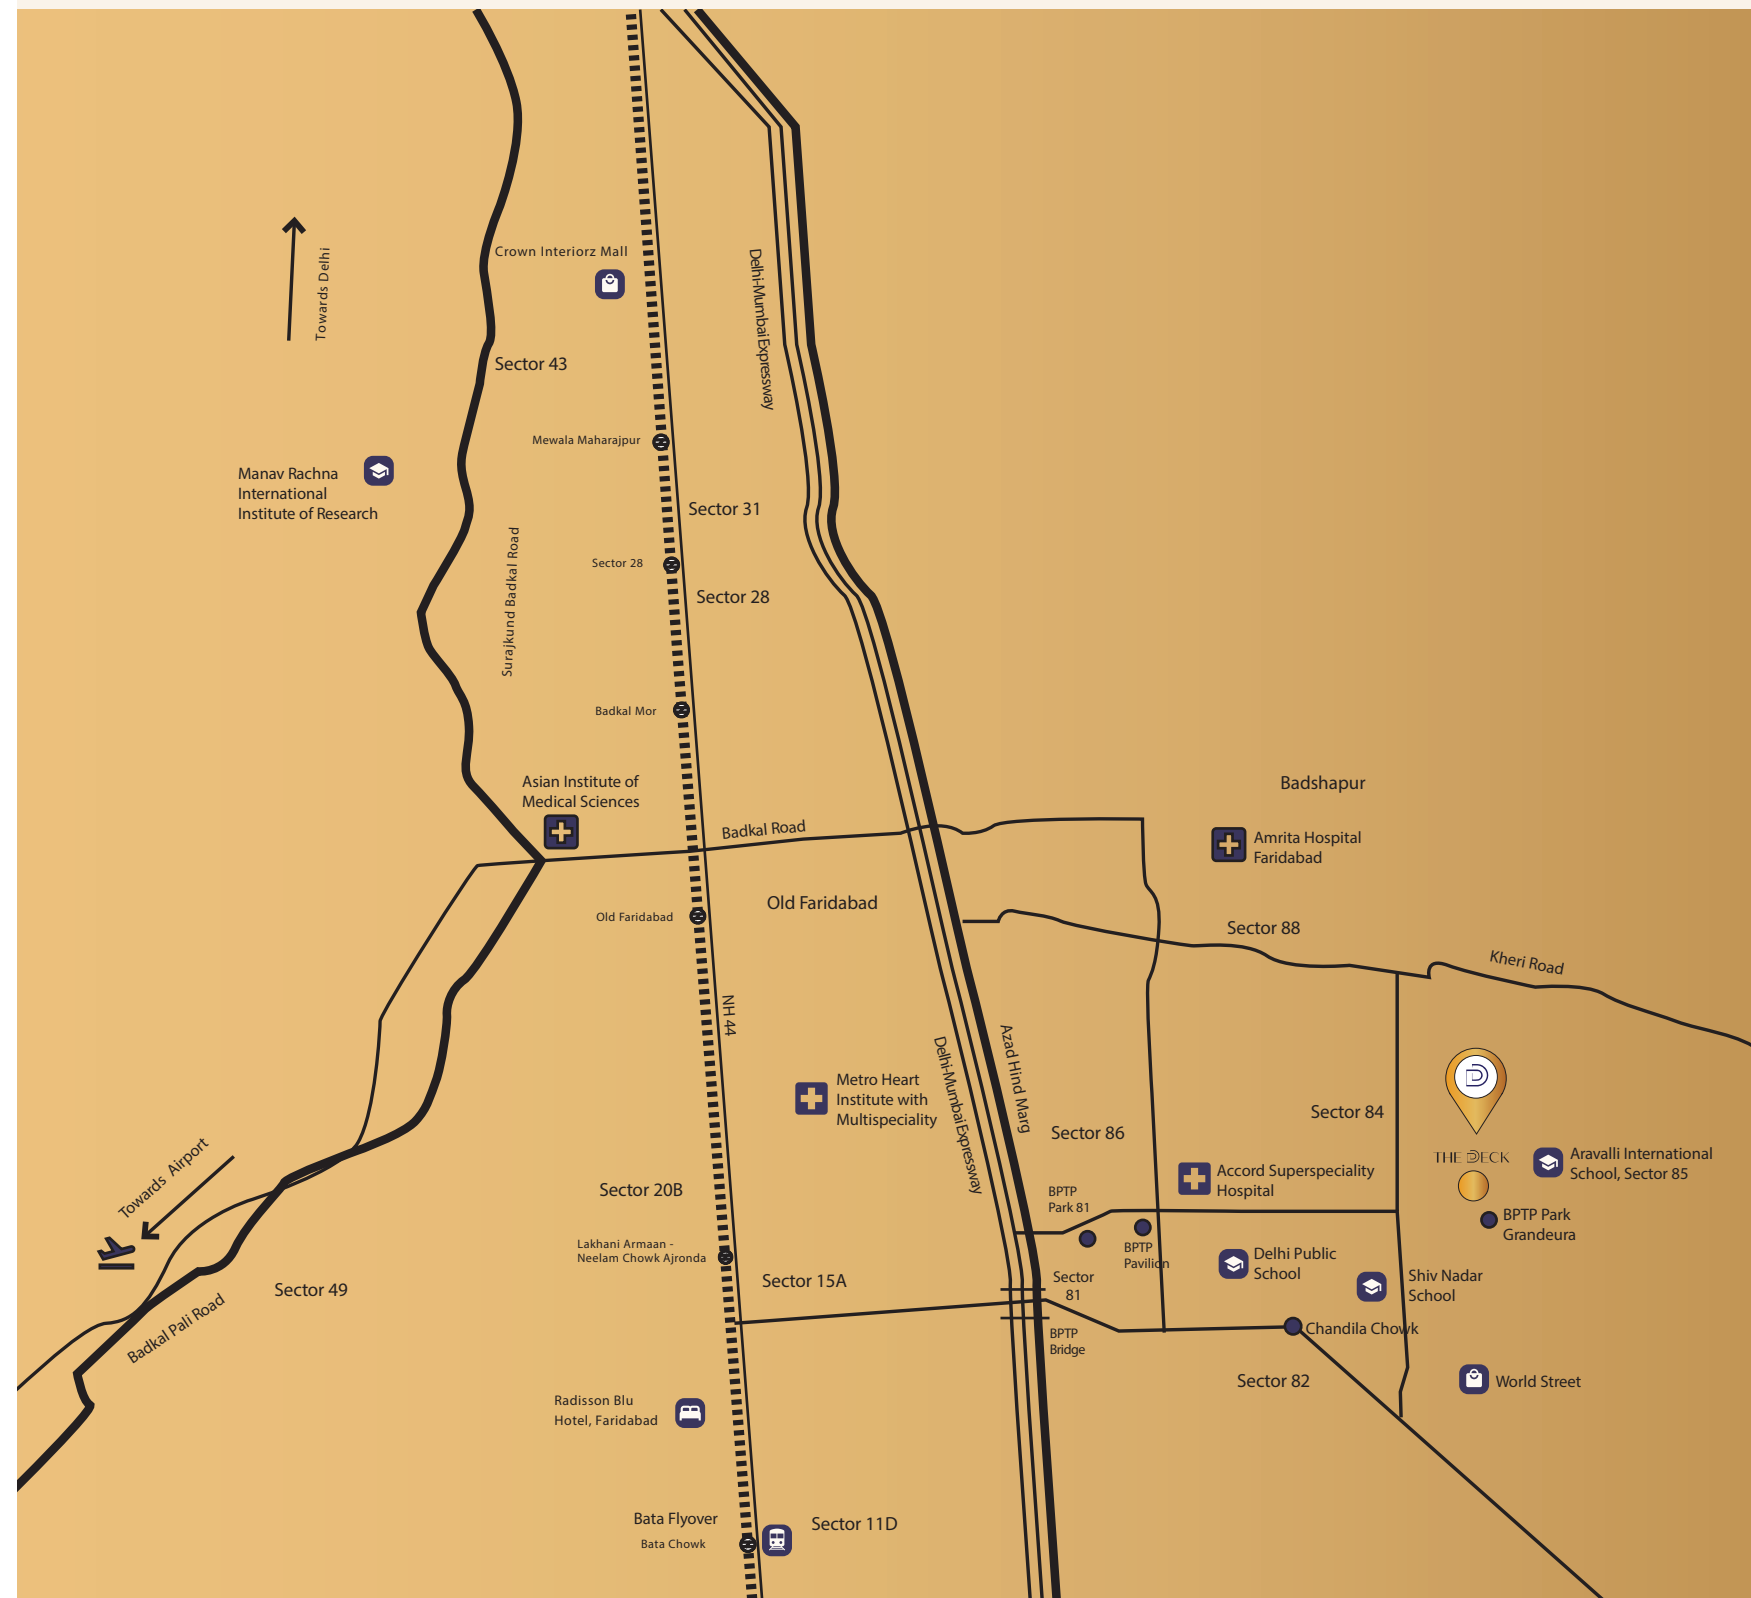 Crown Interiorz Mall
Towards Delhi
Delhi-Mumbai Expressway
Sector 43
Mewala Maharajpur
Manav Rachna
International
Institute of Research
Sector 31
Surajkund Badkal Road
Sector 28
Sector 28
Badkal Mor
Asian Institute of
Medical Sciences
Badshapur
Badkal Road
Amrita Hospital
Faridabad
Old Faridabad
Old Faridabad
Sector 88
Kheri Road
NH 44
Azad Hind Marg
Delhi-Mumbai Expressway
Metro Heart
Institute with
Multispeciality
D
Sector 84
Sector 86
THE DECK
Aravalli International
School, Sector 85
Towards Airport
Accord Superspeciality
Hospital
Sector 20B
BPTP
Park 81
BPTP Park
Grandeura
Lakhani Armaan -
Neelam Chowk Ajronda
BPTP
Pavilion
Delhi Public
School
Sector 49
Sector 15A
Sector
81
Shiv Nadar
School
Badkal Pali Road
BPTP
Bridge
Chandila Chowk
Sector 82
World Street
Radisson Blu
Hotel, Faridabad
Bata Flyover
Bata Chowk
Sector 11D